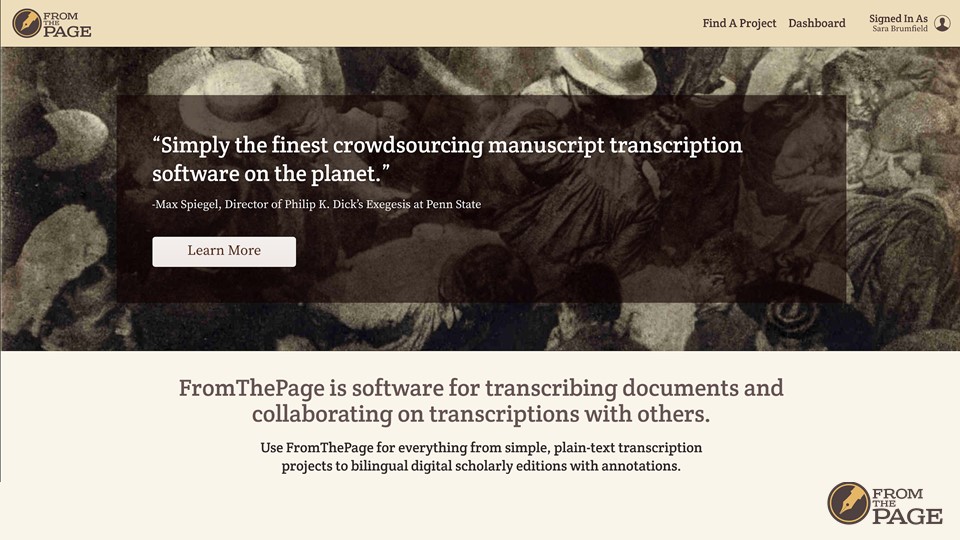 FROM
THE
PAGE
Find A Project
Dashboard
Signed In As
Sara Brumfield
“Simply the finest crowdsourcing manuscript transcription
software on the planet.”
-Max Spiegel, Director of Philip K. Dick’s Exegesis at Penn State
Learn More
FromThePage is software for transcribing documents and
collaborating on transcriptions with others.
Use FromThePage for everything from simple, plain-text transcription
projects to bilingual digital scholarly editions with annotations.
FROM
THE
PAGE